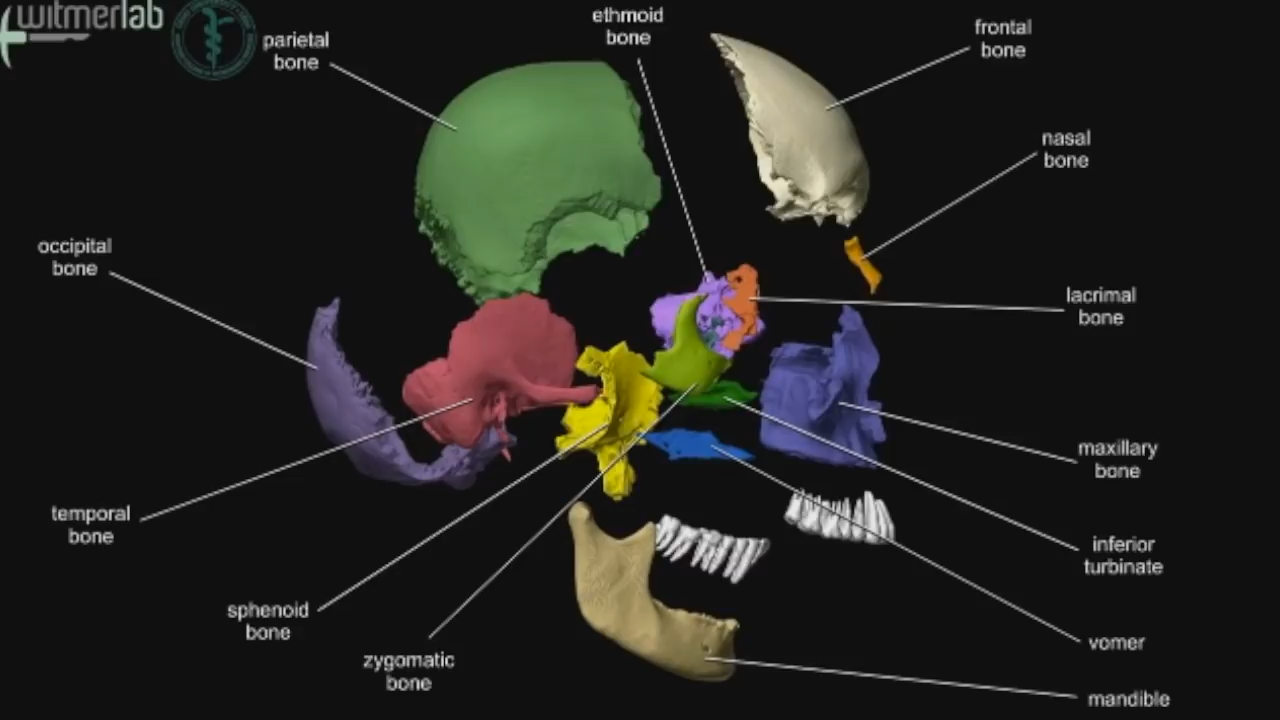 witmerlab
parietal
bone
ethmoid
bone
frontal
bone
nasal
bone
occipital
bone
lacrimal
bone
maxillary
bone
temporal
bone
inferior
turbinate
sphenoid
bone
zygomatic
bone
vomer
mandible